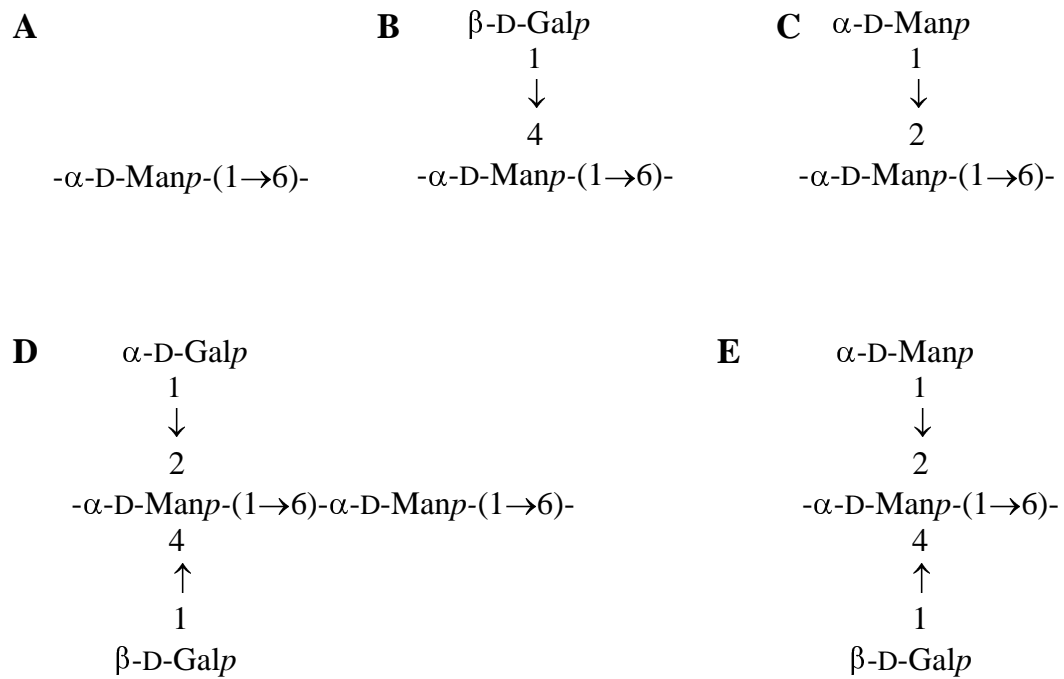 A B β-D-Galp C α-D-Manp
1 1
↓ ↓
4 2
-α-D-Manp-(1→6)- -α-D-Manp-(1→6)- -α-D-Manp-(1→6)-
D α-D-Galp E α-D-Manp
1 1
↓ ↓
2 2
-α-D-Manp-(1→6)-α-D-Manp-(1→6)- -α-D-Manp-(1→6)-
4 4
↑ ↑
1 1
β-D-Galp β-D-Galp